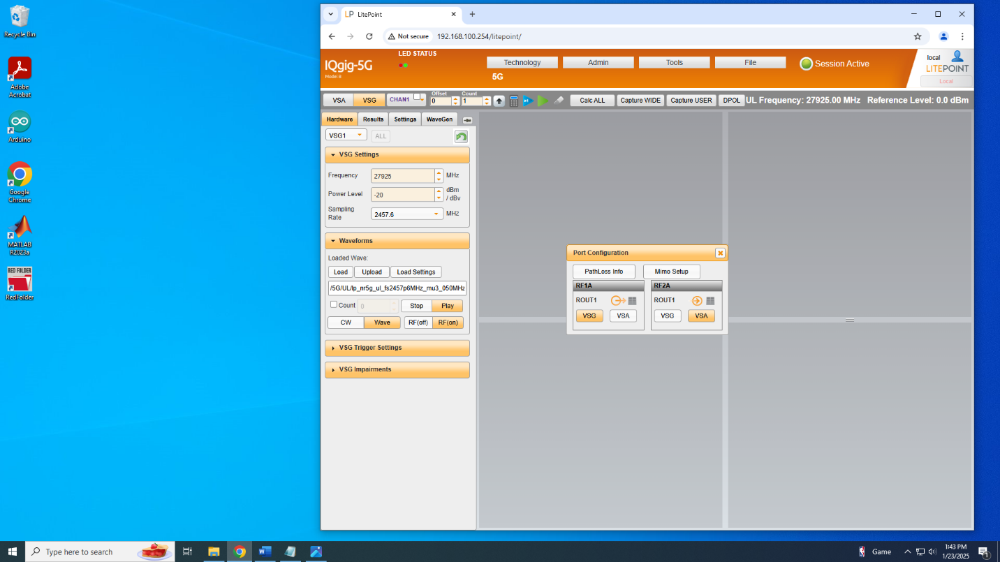 Recycle Bin
Adobe
Acrobat
Arduino
Google
Chrome
MATLAB
R2023a
RED FOLDER
RedFolder
LP LitePoint
Not secure 192.168.100.254/litepoint/
IQgig-5G
Model B
LED STATUS
Technology Admin Tools File
5G
Session Active
local
LITEPOINT
Local
VSA VSG CHAN1 Offset 0 Count 1
Calc ALL Capture WIDE Capture USER DPOL
UL Frequency: 27925.00 MHz Reference Level: 0.0 dBm
Hardware Results Settings WaveGen
VSG1 ALL
VSG Settings
Frequency 27925 MHz
Power Level -20 dBm
/ dBv
Sampling
Rate 2457.6 MHz
Waveforms
Loaded Wave:
Load Upload Load Settings
/5G/UL/lp_nr5g_ul_fs2457p6MHz_mu3_050MHz
Count 0 Stop Play
CW Wave RF(off) RF(on)
VSG Trigger Settings
VSG Impairments
Port Configuration
PathLoss Info Mimo Setup
RF1A RF2A
ROUT1 ROUT1
VSG VSA VSG VSA
Type here to search
Game
1:43 PM
1/23/2025
1